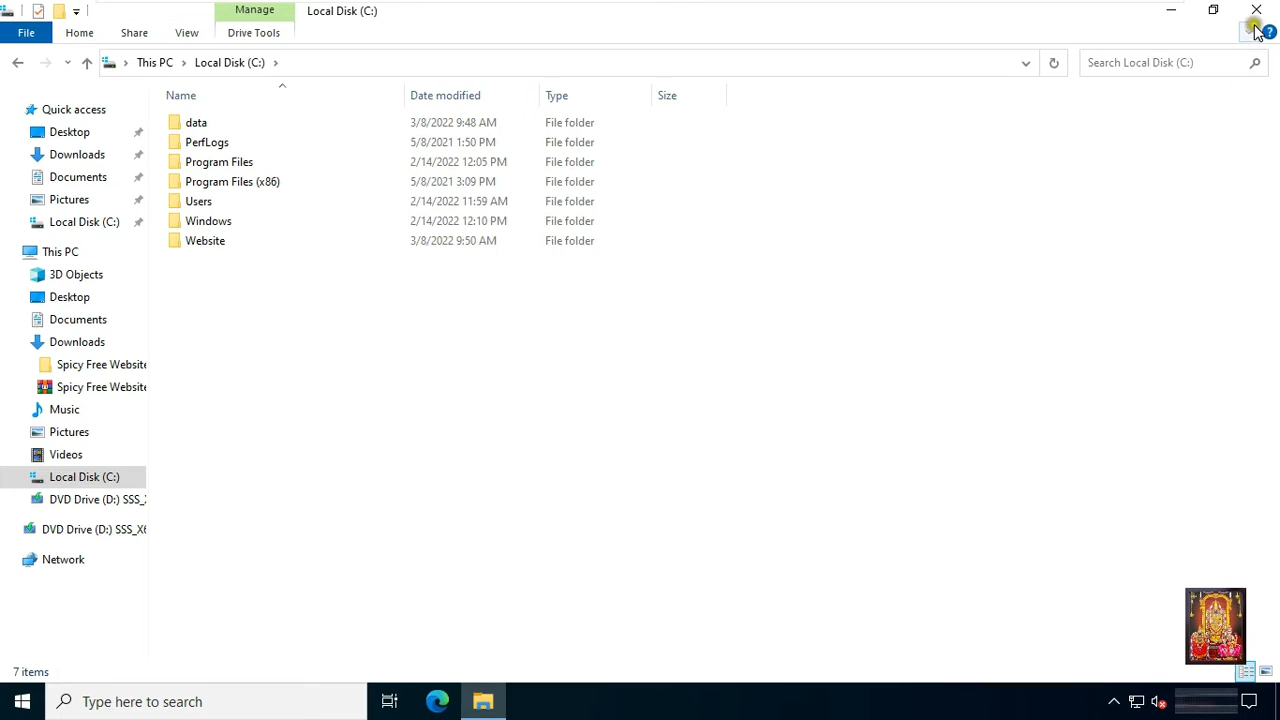 Manage
Local Disk (C:)
File
Home
Share
View
Drive Tools
This PC
Local Disk (C:)
Search Local Disk (C:)
Name
Date modified
Type
Size
Quick access
Desktop
Downloads
Documents
Pictures
Local Disk (C:)
This PC
3D Objects
Desktop
Documents
Downloads
Spicy Free Website
Spicy Free Website
Music
Pictures
Videos
Local Disk (C:)
DVD Drive (D:) SSS_
DVD Drive (D:) SSS_X6
Network
data 3/8/2022 9:48 AM File folder
PerfLogs 5/8/2021 1:50 PM File folder
Program Files 2/14/2022 12:05 PM File folder
Program Files (x86) 5/8/2021 3:09 PM File folder
Users 2/14/2022 11:59 AM File folder
Windows 2/14/2022 12:10 PM File folder
Website 3/8/2022 9:50 AM File folder
7 items
Type here to search